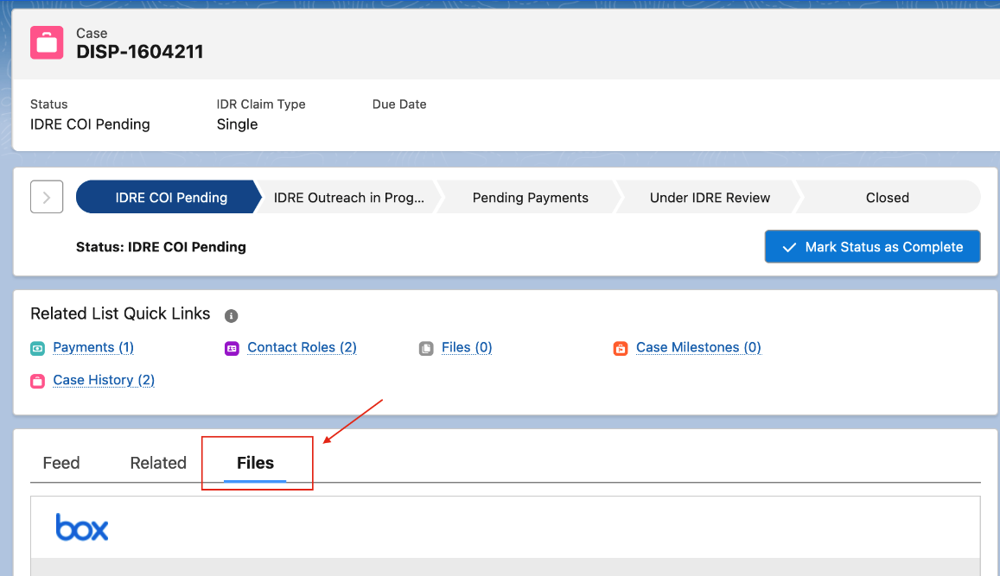 Case
DISP-1604211
Status IDR Claim Type Due Date
IDRE COI Pending Single
IDRE COI Pending IDRE Outreach in Prog... Pending Payments Under IDRE Review Closed
Status: IDRE COI Pending Mark Status as Complete
Related List Quick Links
Payments (1) Contact Roles (2) Files (0) Case Milestones (0)
Case History (2)
Feed Related Files
box